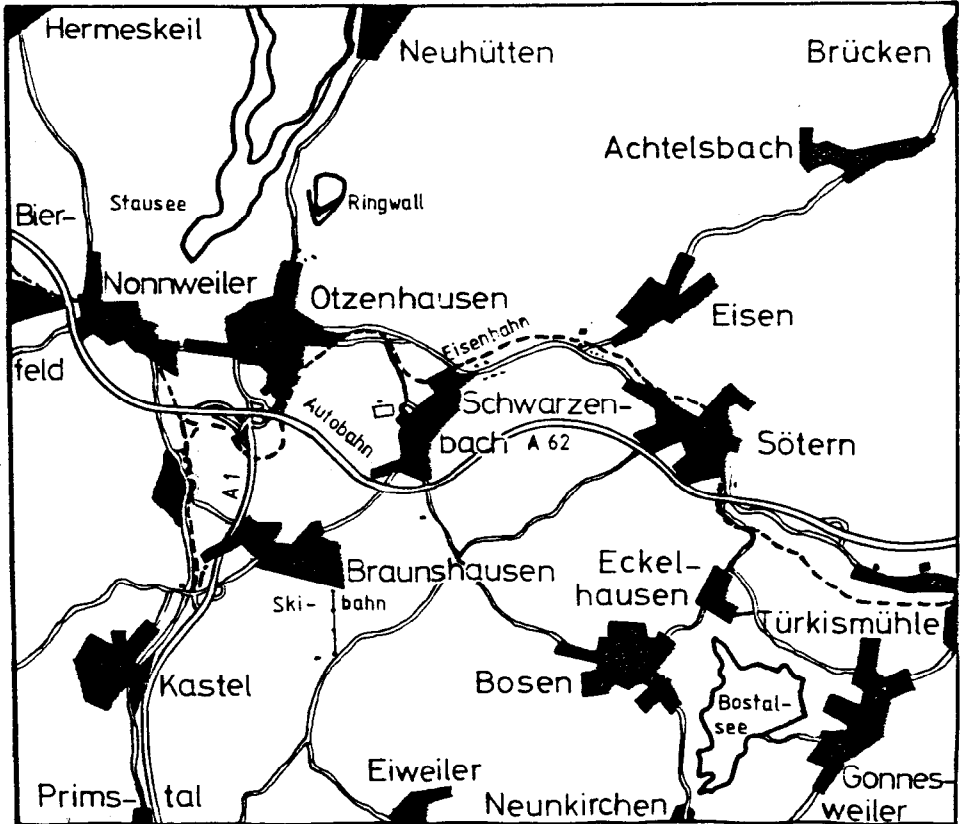 Hermeskeil
Neuhütten
Brücken
Achtelsbach
Stausee
Ringwall
Bier-
feld
Nonnweiler
Otzenhausen
Eisen
Eisenbahn
Autobahn
Schwarzen-
bach
A 62
Sötern
A 1
Braunshausen
Ski- bahn
Eckel-
hausen
Türkismühle
Kastel
Bosen
Bostal-
see
Eiweiler
Prims- tal
Neunkirchen
Gonnes-
weiler